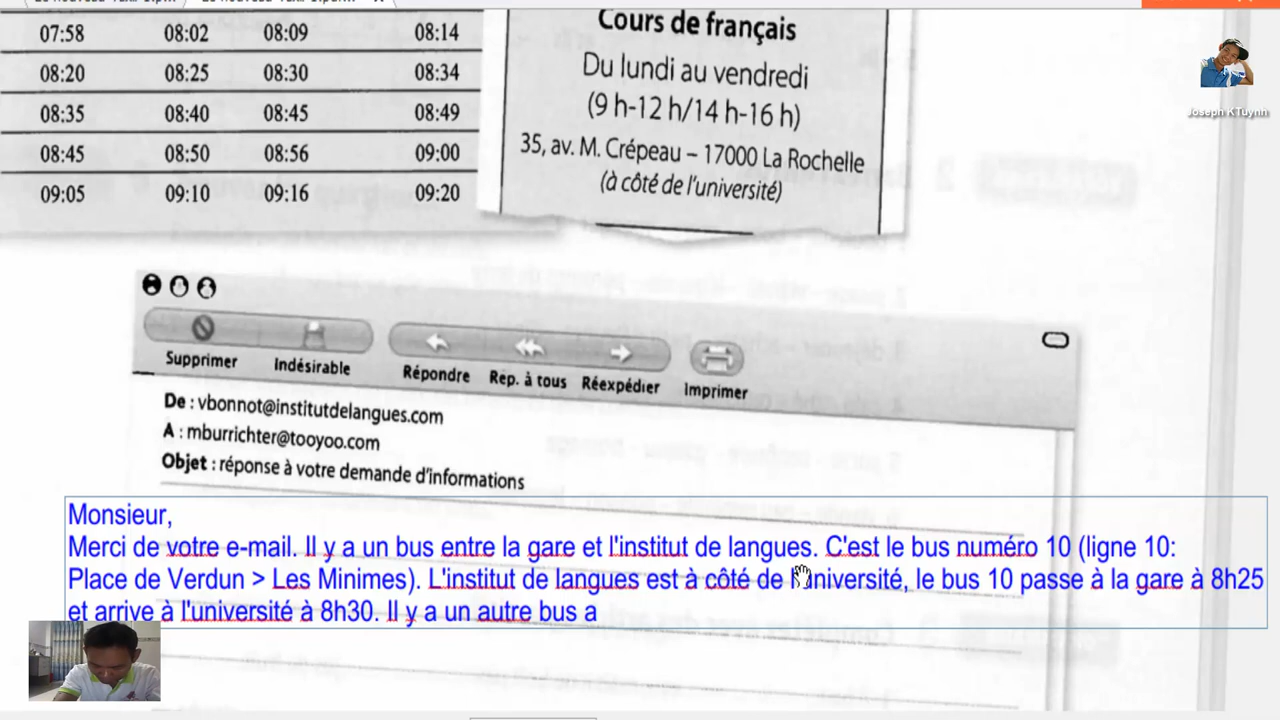 Cours de français
07:58 08:02 08:09 08:14
Du lundi au vendredi
08:20 08:25 08:30 08:34
(9 h-12 h/14 h-16 h)
08:35 08:40 08:45 08:49
35, av. M. Crépeau – 17000 La Rochelle
08:45 08:50 08:56 09:00
(à côté de l'université)
09:05 09:10 09:16 09:20
Joseph KTuynh
Supprimer Indésirable Répondre Rép. à tous Réexpédier Imprimer
De : vbonnot@institutdelangues.com
A : mburrichter@tooyoo.com
Objet : réponse à votre demande d'informations
Monsieur,
Merci de votre e-mail. Il y a un bus entre la gare et l'institut de langues. C'est le bus numéro 10 (ligne 10:
Place de Verdun > Les Minimes). L'institut de langues est à côté de l'université, le bus 10 passe à la gare à 8h25
et arrive à l'université à 8h30. Il y a un autre bus a